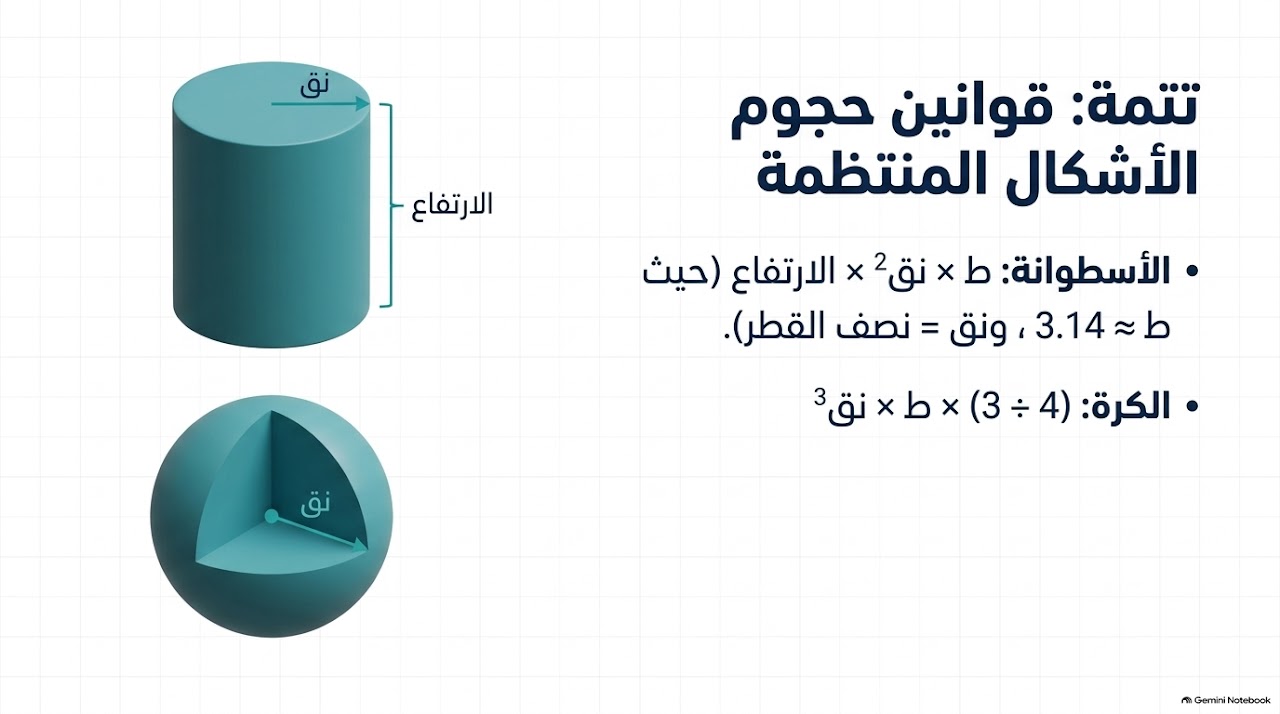 تتمة: قوانين حجوم
الأشكال المنتظمة
• الأسطوانة: ط × نق² × الارتفاع (حيث
ط ≈ 3.14 ، ونق = نصف القطر).
• الكرة: (4 ÷ 3) × ط × نق³
نق
الارتفاع
نق
Gemini Notebook